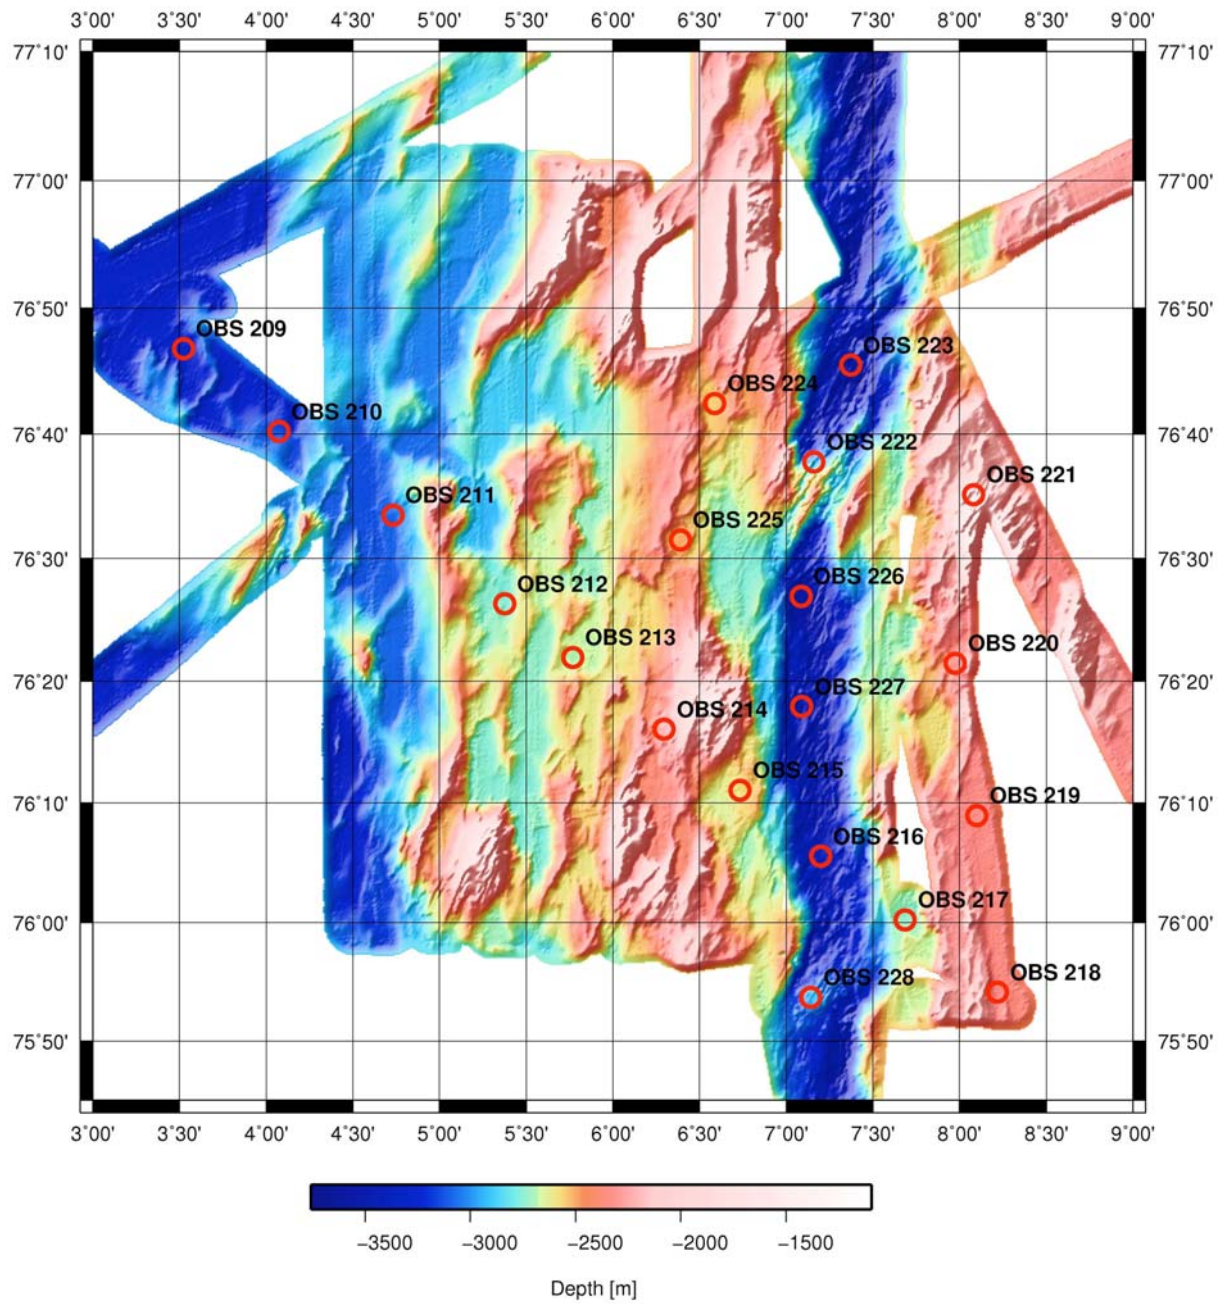 3˚00' 3˚30' 4˚00' 4˚30' 5˚00' 5˚30' 6˚00' 6˚30' 7˚00' 7˚30' 8˚00' 8˚30' 9˚00'
77˚10' 77˚10'
77˚00' 77˚00'
76˚50' 76˚50'
OBS 209
OBS 223
OBS 224
OBS 210
76˚40' 76˚40'
OBS 222
OBS 221
OBS 211
OBS 225
76˚30' 76˚30'
OBS 226
OBS 212
OBS 213
OBS 220
76˚20' 76˚20'
OBS 227
OBS 214
OBS 215
OBS 219
76˚10' 76˚10'
OBS 216
OBS 217
76˚00' 76˚00'
OBS 218
OBS 228
75˚50' 75˚50'
3˚00' 3˚30' 4˚00' 4˚30' 5˚00' 5˚30' 6˚00' 6˚30' 7˚00' 7˚30' 8˚00' 8˚30' 9˚00'
−3500 −3000 −2500 −2000 −1500
Depth [m]